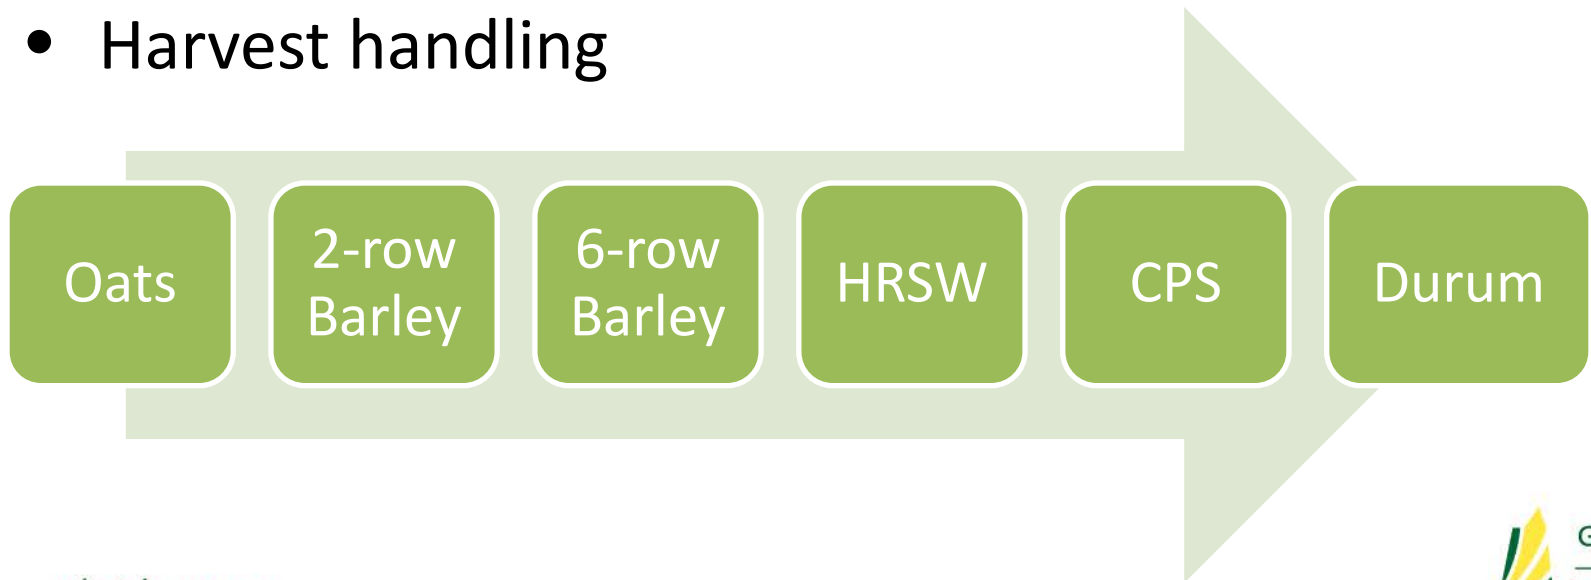 • Harvest handling
Oats
2-row
Barley
6-row
Barley
HRSW
CPS
Durum
G